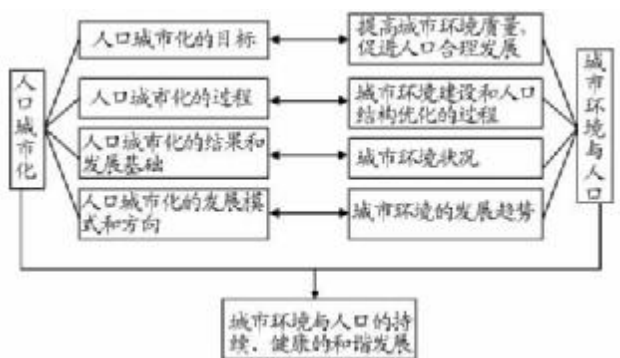 人口城市化
人口城市化的目标
提高城市环境质量,
促进人口合理发展
人口城市化的过程
城市环境建设和人口
结构优化的过程
人口城市化的结果和
发展基础
城市环境状况
人口城市化的发展模
式和方向
城市环境的发展趋势
城市环境与人口
城市环境与人口的持
续、健康的和谐发展